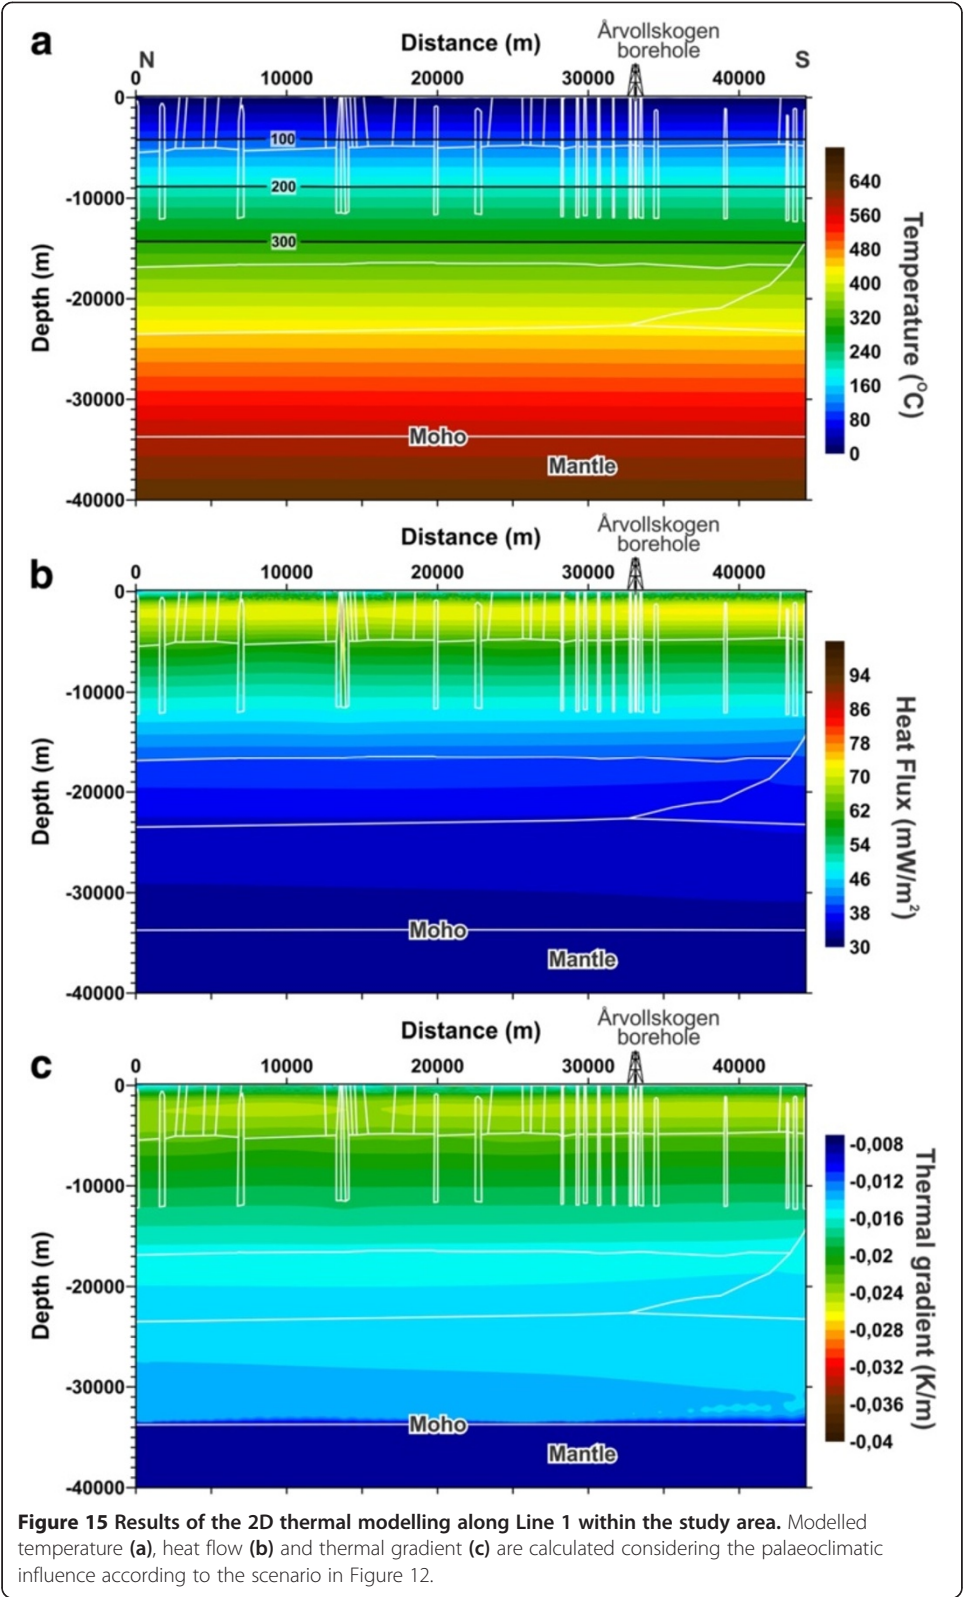 a
Distance (m)
Årvollskogen
borehole
N
S
0 10000 20000 30000 40000
0
-10000
-20000
-30000
-40000
Depth (m)
100
200
300
Moho
Mantle
640
560
480
400
320
240
160
80
0
Temperature (°C)
b
Distance (m)
Årvollskogen
borehole
0 10000 20000 30000 40000
0
-10000
-20000
-30000
-40000
Depth (m)
Moho
Mantle
94
86
78
70
62
54
46
38
30
Heat Flux (mW/m²)
c
Distance (m)
Årvollskogen
borehole
0 10000 20000 30000 40000
0
-10000
-20000
-30000
-40000
Depth (m)
Moho
Mantle
-0,008
-0,012
-0,016
-0,02
-0,024
-0,028
-0,032
-0,036
-0,04
Thermal gradient (K/m)
Figure 15 Results of the 2D thermal modelling along Line 1 within the study area. Modelled
temperature (a), heat flow (b) and thermal gradient (c) are calculated considering the palaeoclimatic
influence according to the scenario in Figure 12.